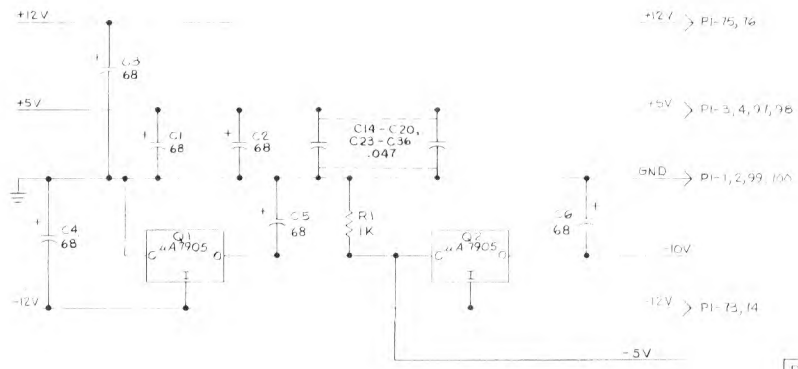 +12V
+12V
P1-75, 76
+
C3
68
+5V
+5V
P1-3, 4, 97, 98
+
C1
68
+
C2
68
C14-C20,
C23-C36
.047
GND
P1-1, 2, 99, 100
+
C4
68
Q1
µA7905
C
O
I
+
C5
68
R1
1K
Q2
µA7905
C
O
I
C6
68
+
-10V
-12V
-12V
P1-73, 74
-5V